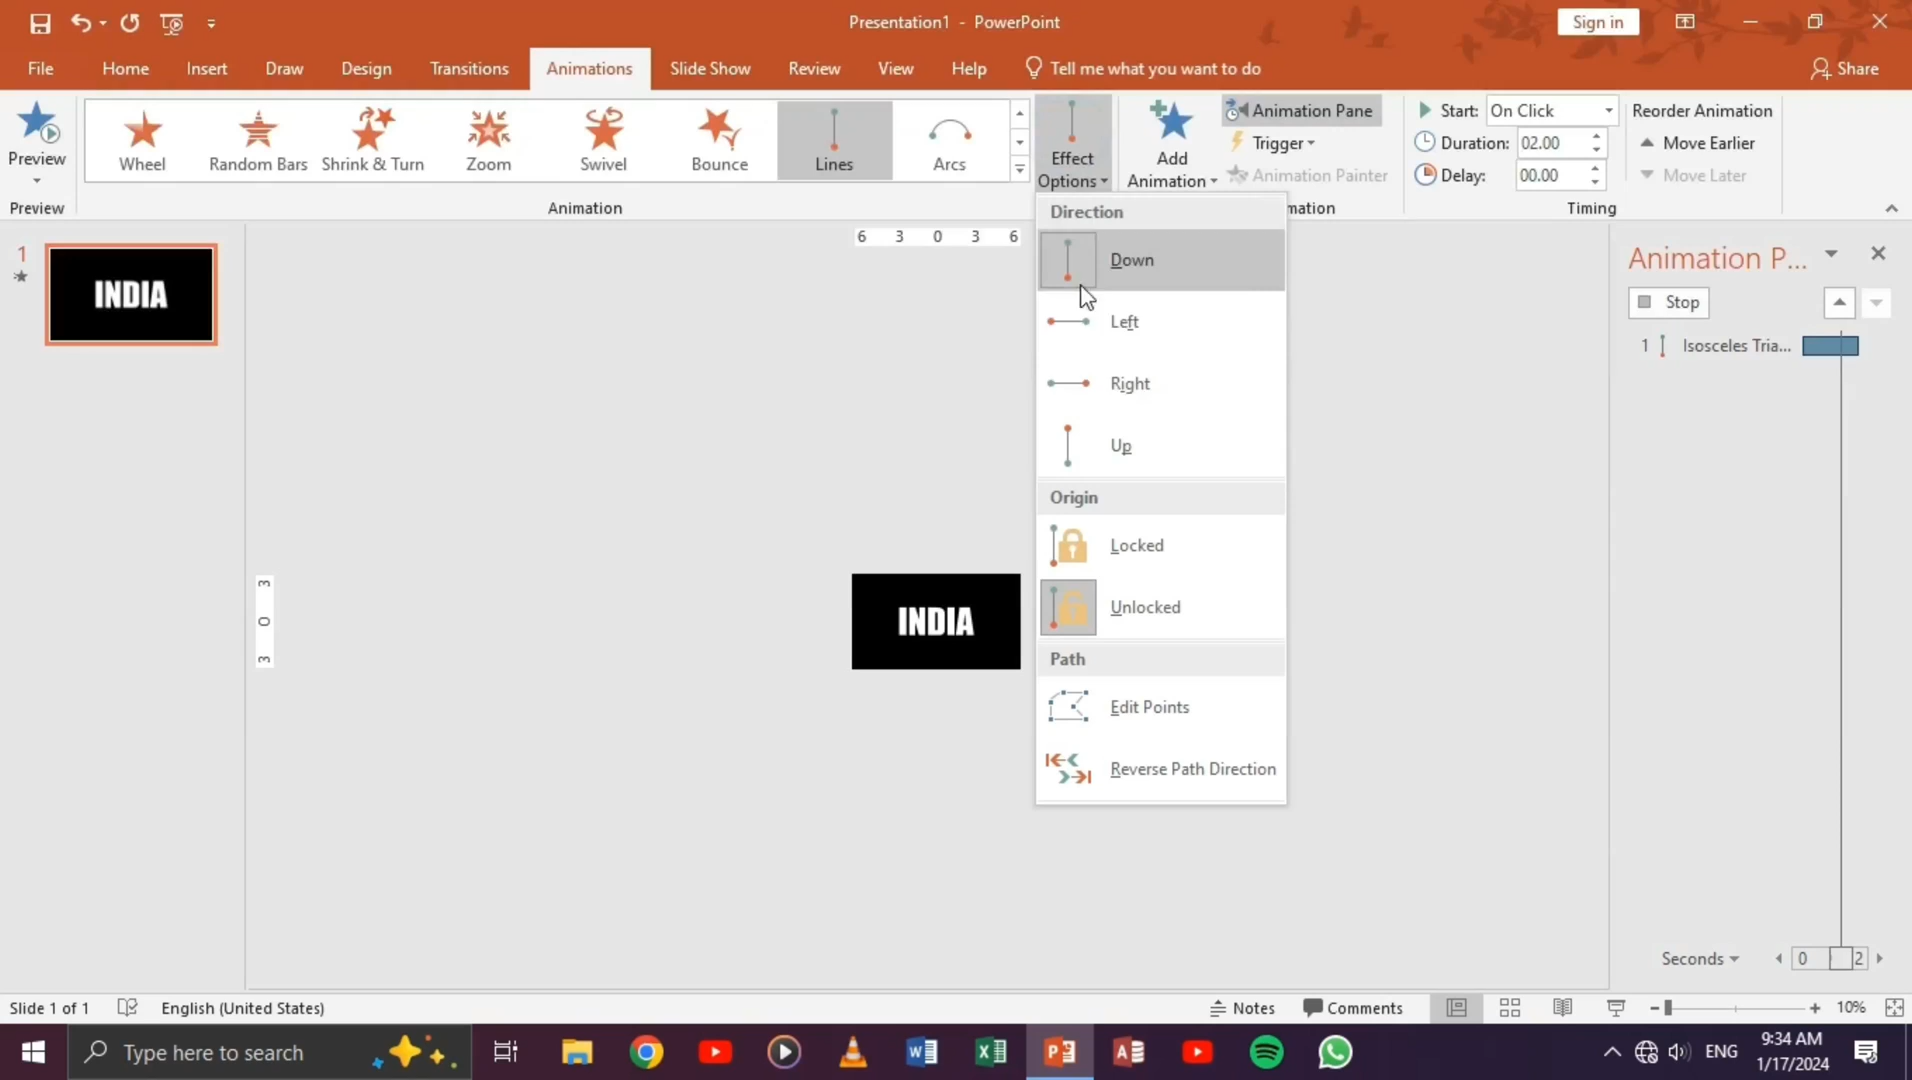 Presentation1 - PowerPoint
Sign in
File Home Insert Draw Design Transitions Animations Slide Show Review View Help Tell me what you want to do Share
Preview
Wheel Random Bars Shrink & Turn Zoom Swivel Bounce Lines Arcs
Effect
Options
Add
Animation
Animation Pane
Trigger
Animation Painter
Start: On Click
Duration: 02.00
Delay: 00.00
Reorder Animation
Move Earlier
Move Later
Preview
Animation
mation
Timing
Direction
Down
Left
Right
Up
Origin
Locked
Unlocked
Path
Edit Points
Reverse Path Direction
1
INDIA
6 3 0 3 6
3
0
3
INDIA
Animation P...
Stop
1 Isosceles Tria...
Seconds 0 2
Slide 1 of 1 English (United States) Notes Comments 10%
Type here to search
ENG
9:34 AM
1/17/2024